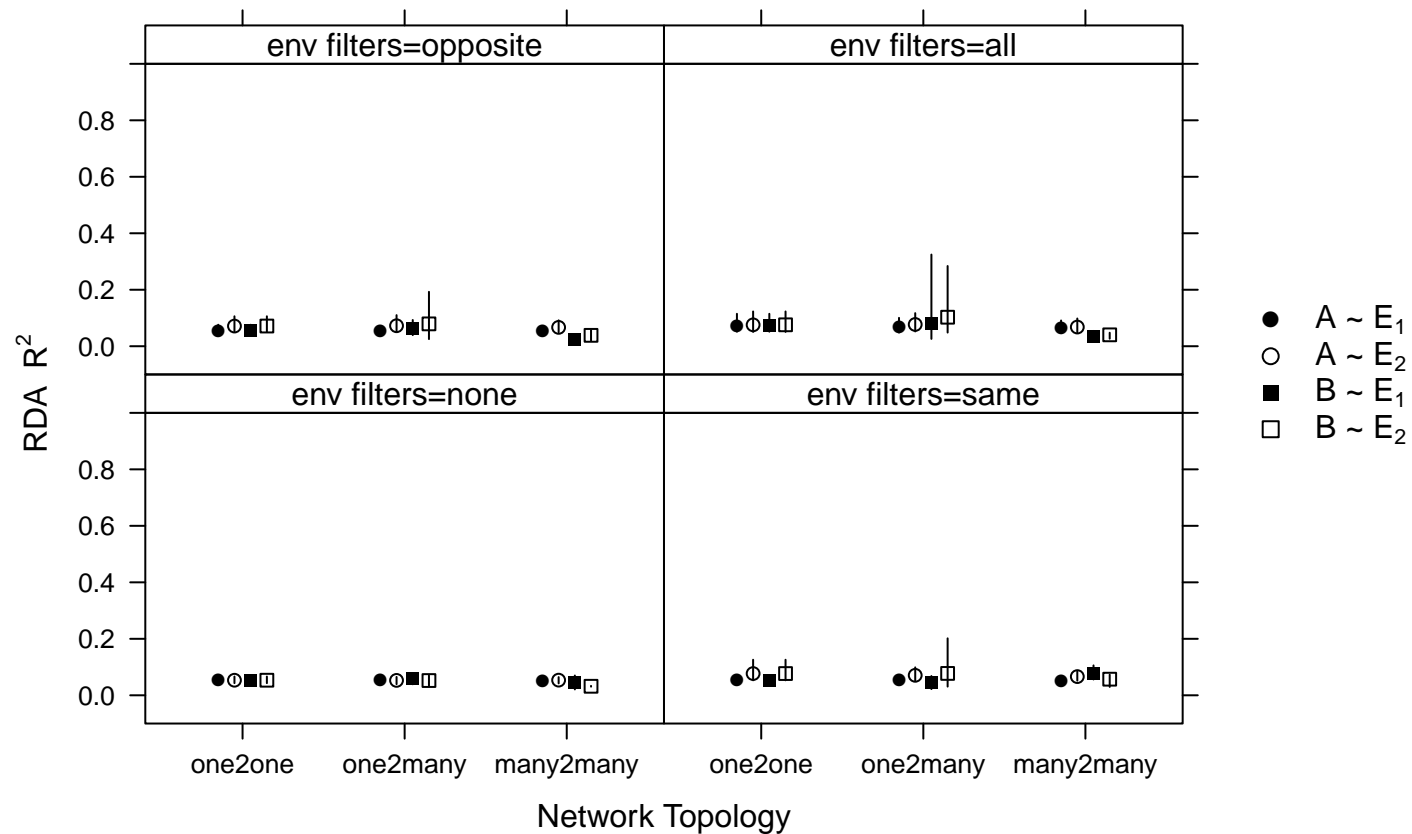 env filters=opposite
env filters=all
0.8
0.6
0.4
0.2
0.0
env filters=none
env filters=same
0.8
0.6
0.4
0.2
0.0
RDA R²
one2one
one2many
many2many
one2one
one2many
many2many
Network Topology
A ~ E₁
A ~ E₂
B ~ E₁
B ~ E₂